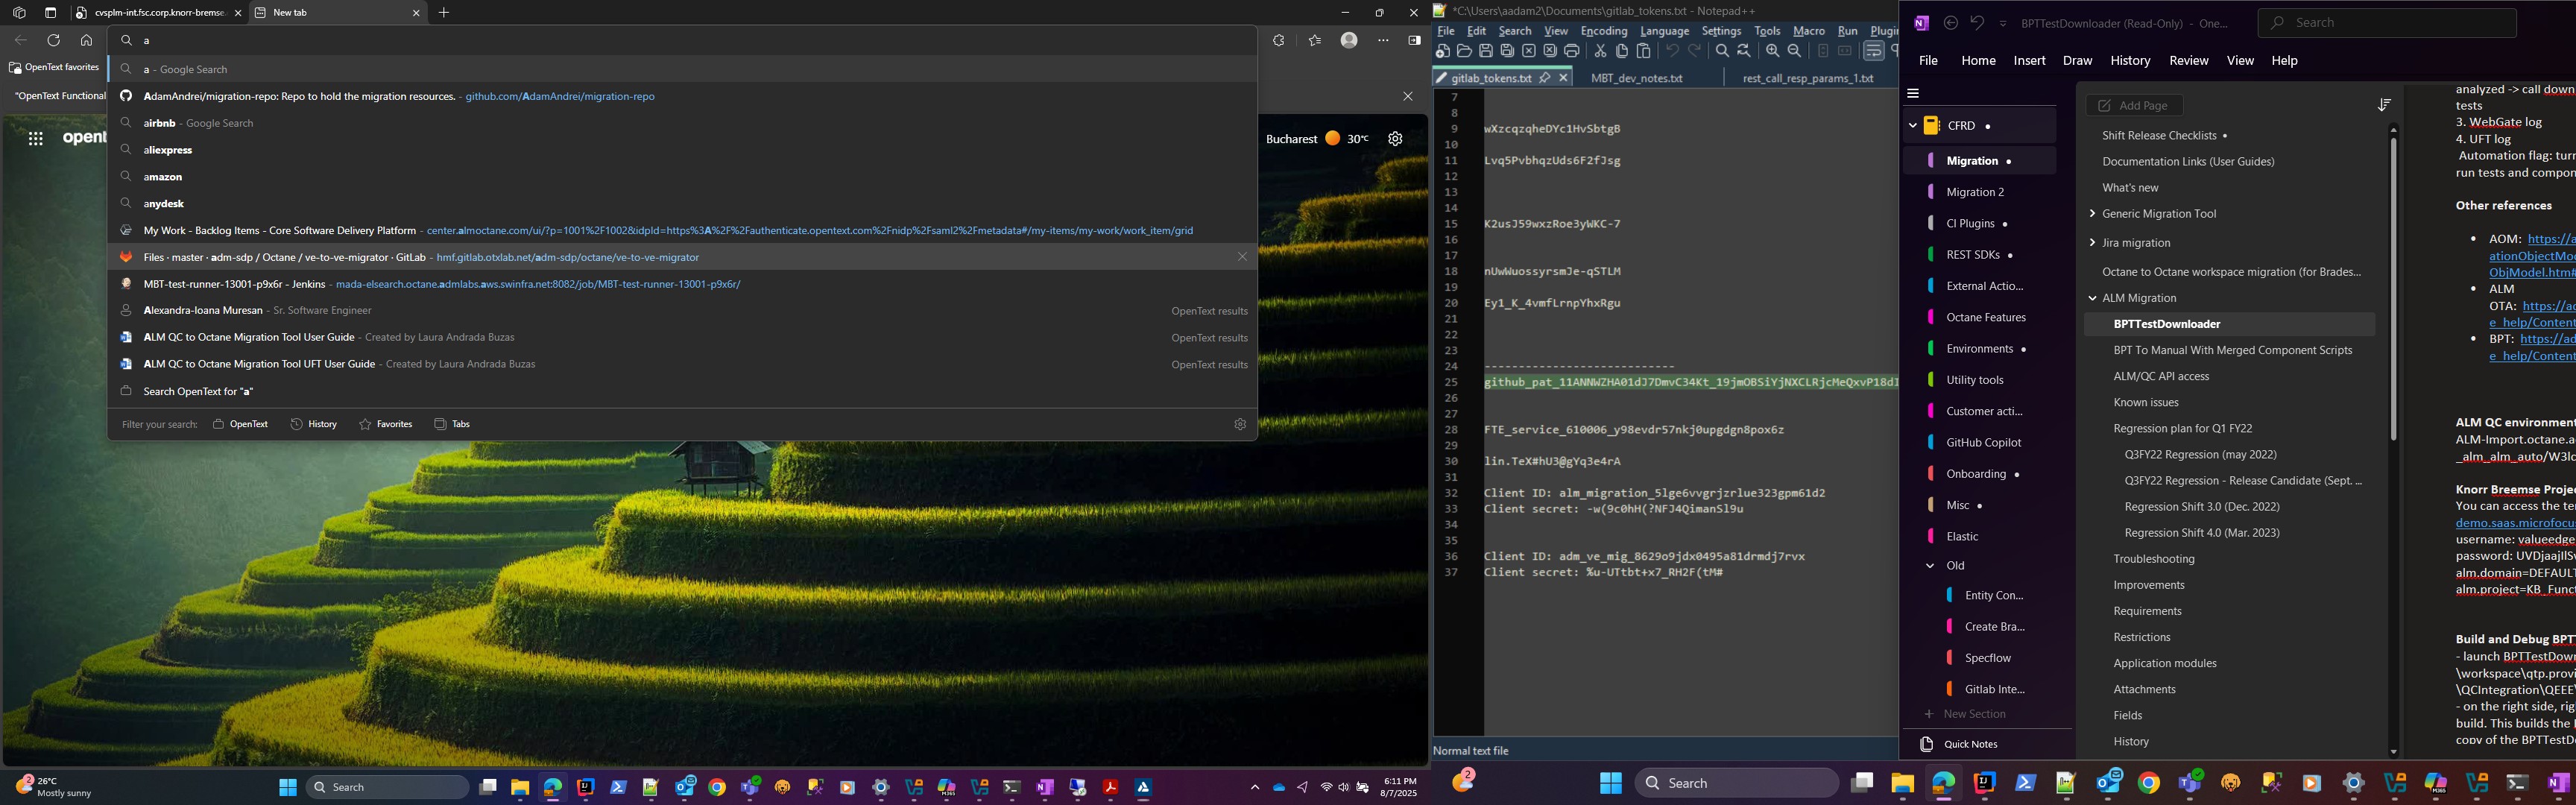 cvsplm-int.fsc.corp.knorr-bremse.
New tab
a
OpenText favorites
"OpenText Functional
a - Google Search
AdamAndrei/migration-repo: Repo to hold the migration resources. - github.com/AdamAndrei/migration-repo
airbnb - Google Search
aliexpress
amazon
anydesk
My Work - Backlog Items - Core Software Delivery Platform - center.almoctane.com/ui/?p=1001%2F1002&idpId=https%3A%2F%2Fauthenticate.opentext.com%2Fnidp%2Fsaml2%2Fmetadata#/my-items/my-work/work_item/grid
Files · master · adm-sdp / Octane / ve-to-ve-migrator · GitLab - hmf.gitlab.otxlab.net/adm-sdp/octane/ve-to-ve-migrator
MBT-test-runner-13001-p9x6r - Jenkins - mada-elsearch.octane.admlabs.aws.swinfra.net:8082/job/MBT-test-runner-13001-p9x6r/
Alexandra-Ioana Muresan - Sr. Software Engineer OpenText results
ALM QC to Octane Migration Tool User Guide - Created by Laura Andrada Buzas OpenText results
ALM QC to Octane Migration Tool UFT User Guide - Created by Laura Andrada Buzas OpenText results
Search OpenText for "a"
Filter your search: OpenText History Favorites Tabs
opent
Bucharest 30°C
2
26°C
Mostly sunny
Search
6:11 PM
8/7/2025
*C:\Users\aadam2\Documents\gitlab_tokens.txt - Notepad++
File Edit Search View Encoding Language Settings Tools Macro Run Plugin
gitlab_tokens.txt MBT_dev_notes.txt rest_call_resp_params_1.txt
7
8
9 wXzcqzqheDYc1HvSbtgB
10
11 Lvq5PvbhqzUds6F2fJsg
12
13
14
15 K2usJ59wxzRoe3yWKC-7
16
17
18 nUwWuossyrsmJe-qSTLM
19
20 Ey1_K_4vmfLrnpYhxRgu
21
22
23
24 ----------------------------
25 github_pat_11ANNWZHA01dJ7DmvC34Kt_19jmOBSiYjNXCLRjcMeQxvP18dI
26
27
28 FTE_service_610006_y98evdr57nkj0upgdgn8pox6z
29
30 lin.TeX#hU3@gYq3e4rA
31
32 Client ID: alm_migration_5lge6vvgrjzrlue323gpm61d2
33 Client secret: -w(9c0hH(?NFJ4QimanSl9u
34
35
36 Client ID: adm_ve_mig_8629o9jdx0495a81drmdj7rvx
37 Client secret: %u-UTtbt+x7_RH2F(tM#
Normal text file
BPTTestDownloader (Read-Only) - One...
Search
File Home Insert Draw History Review View Help
CFRD
Migration
Migration 2
CI Plugins
REST SDKs
External Actio...
Octane Features
Environments
Utility tools
Customer acti...
GitHub Copilot
Onboarding
Misc
Elastic
Old
Entity Con...
Create Bra...
Specflow
Gitlab Inte...
New Section
Quick Notes
Add Page
Shift Release Checklists
Documentation Links (User Guides)
What's new
Generic Migration Tool
Jira migration
Octane to Octane workspace migration (for Brades...
ALM Migration
BPTTestDownloader
BPT To Manual With Merged Component Scripts
ALM/QC API access
Known issues
Regression plan for Q1 FY22
Q3FY22 Regression (may 2022)
Q3FY22 Regression - Release Candidate (Sept. ...
Regression Shift 3.0 (Dec. 2022)
Regression Shift 4.0 (Mar. 2023)
Troubleshooting
Improvements
Requirements
Restrictions
Application modules
Attachments
Fields
History
analyzed -> call down
tests
3. WebGate log
4. UFT log
Automation flag: turr
run tests and compon
Other references
• AOM: https://a
ationObjectMo
ObjModel.htm#
• ALM
OTA: https://a
e_help/Content
• BPT: https://ad
e_help/Content
ALM QC environment
ALM-Import.octane.a
_alm_alm_auto/W3lc
Knorr Breemse Projec
You can access the te
demo.saas.microfocu
username: valueedge
password: UVDjaajlSv
alm.domain=DEFAULT
alm.project=KB_Funct
Build and Debug BPT
- launch BPTTestDown
\workspace\qtp.provi
\QCIntegration\QEEE\
- on the right side, rig
build. This builds the
copy of the BPTTestD
2
Search